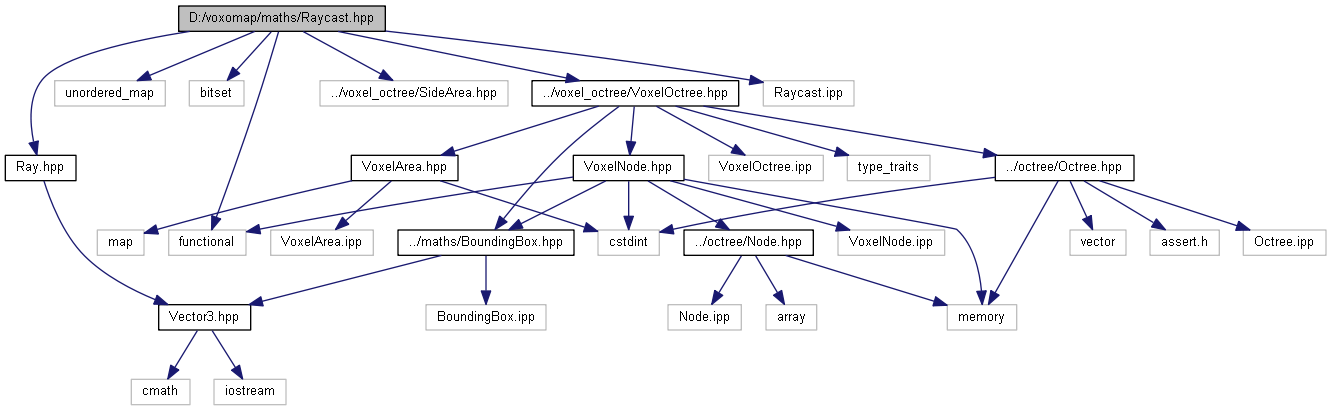 D:/voxomap/maths/Raycast.hpp
unordered_map
bitset
../voxel_octree/SideArea.hpp
../voxel_octree/VoxelOctree.hpp
Raycast.ipp
Ray.hpp
VoxelArea.hpp
VoxelNode.hpp
VoxelOctree.ipp
type_traits
../octree/Octree.hpp
map
functional
VoxelArea.ipp
../maths/BoundingBox.hpp
cstdint
../octree/Node.hpp
VoxelNode.ipp
vector
assert.h
Octree.ipp
Vector3.hpp
BoundingBox.ipp
Node.ipp
array
memory
cmath
iostream